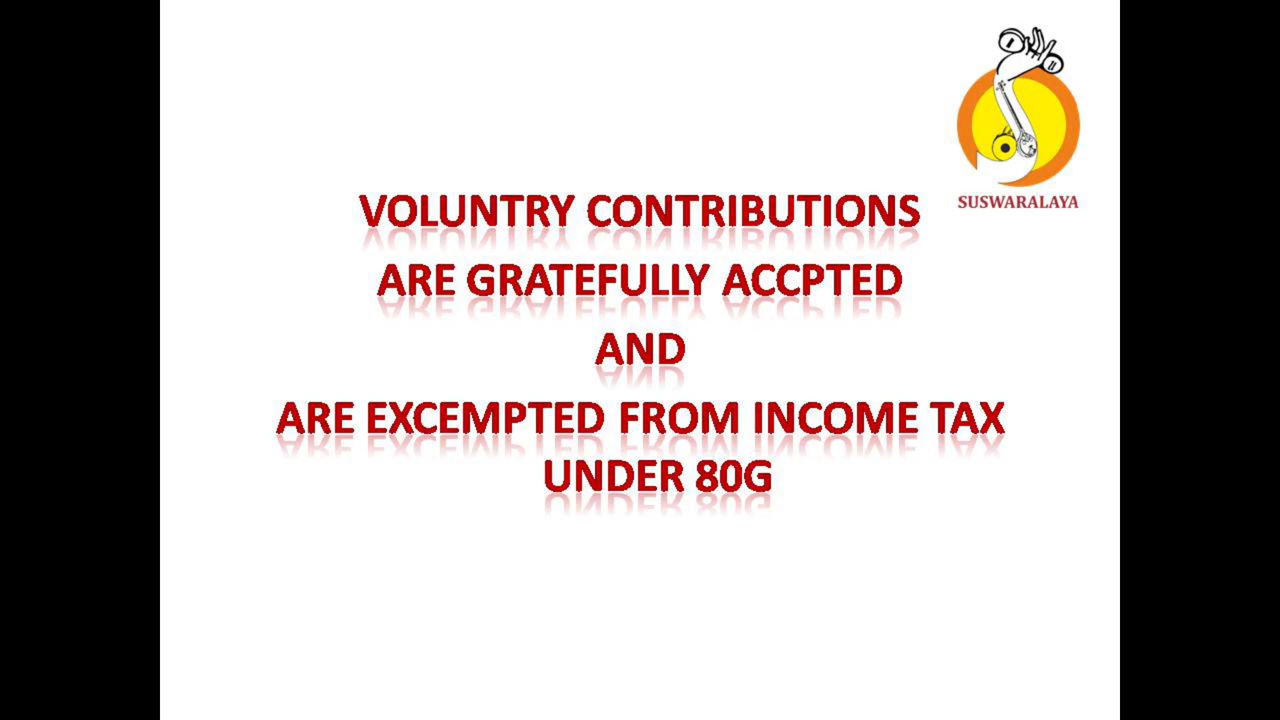 SUSWARALAYA
VOLUNTRY CONTRIBUTIONS
ARE GRATEFULLY ACCPTED
AND
ARE EXCEMPTED FROM INCOME TAX
UNDER 80G